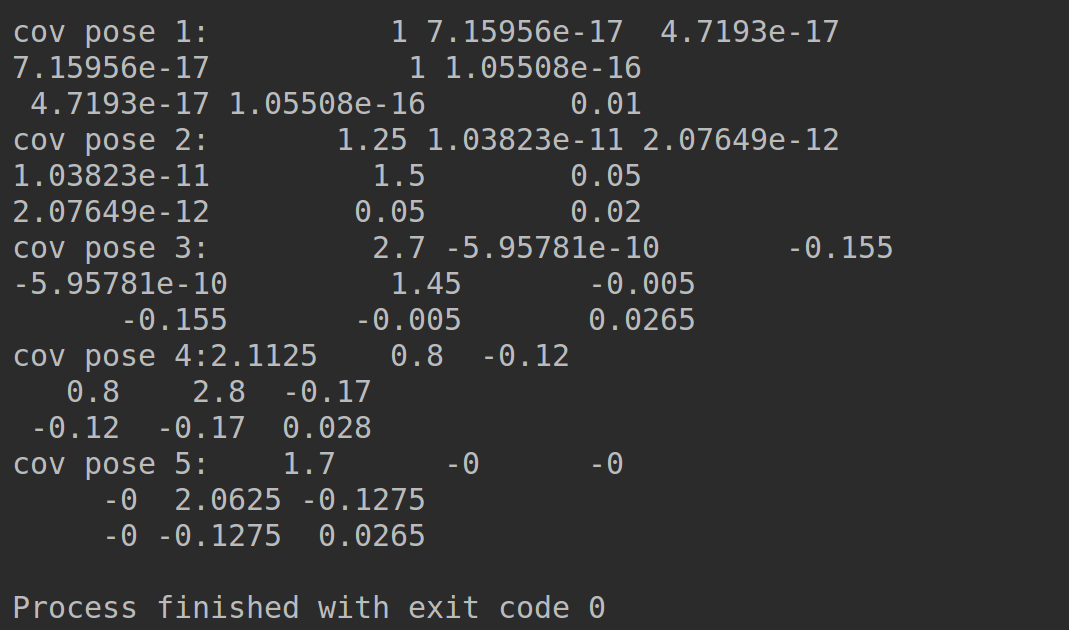 cov pose 1:          1 7.15956e-17  4.7193e-17
7.15956e-17           1 1.05508e-16
 4.7193e-17 1.05508e-16        0.01
cov pose 2:       1.25 1.03823e-11 2.07649e-12
1.03823e-11         1.5        0.05
2.07649e-12        0.05        0.02
cov pose 3:         2.7 -5.95781e-10       -0.155
-5.95781e-10         1.45       -0.005
      -0.155       -0.005       0.0265
cov pose 4:2.1125    0.8  -0.12
   0.8    2.8  -0.17
 -0.12  -0.17  0.028
cov pose 5:    1.7      -0      -0
     -0  2.0625 -0.1275
     -0 -0.1275  0.0265
Process finished with exit code 0